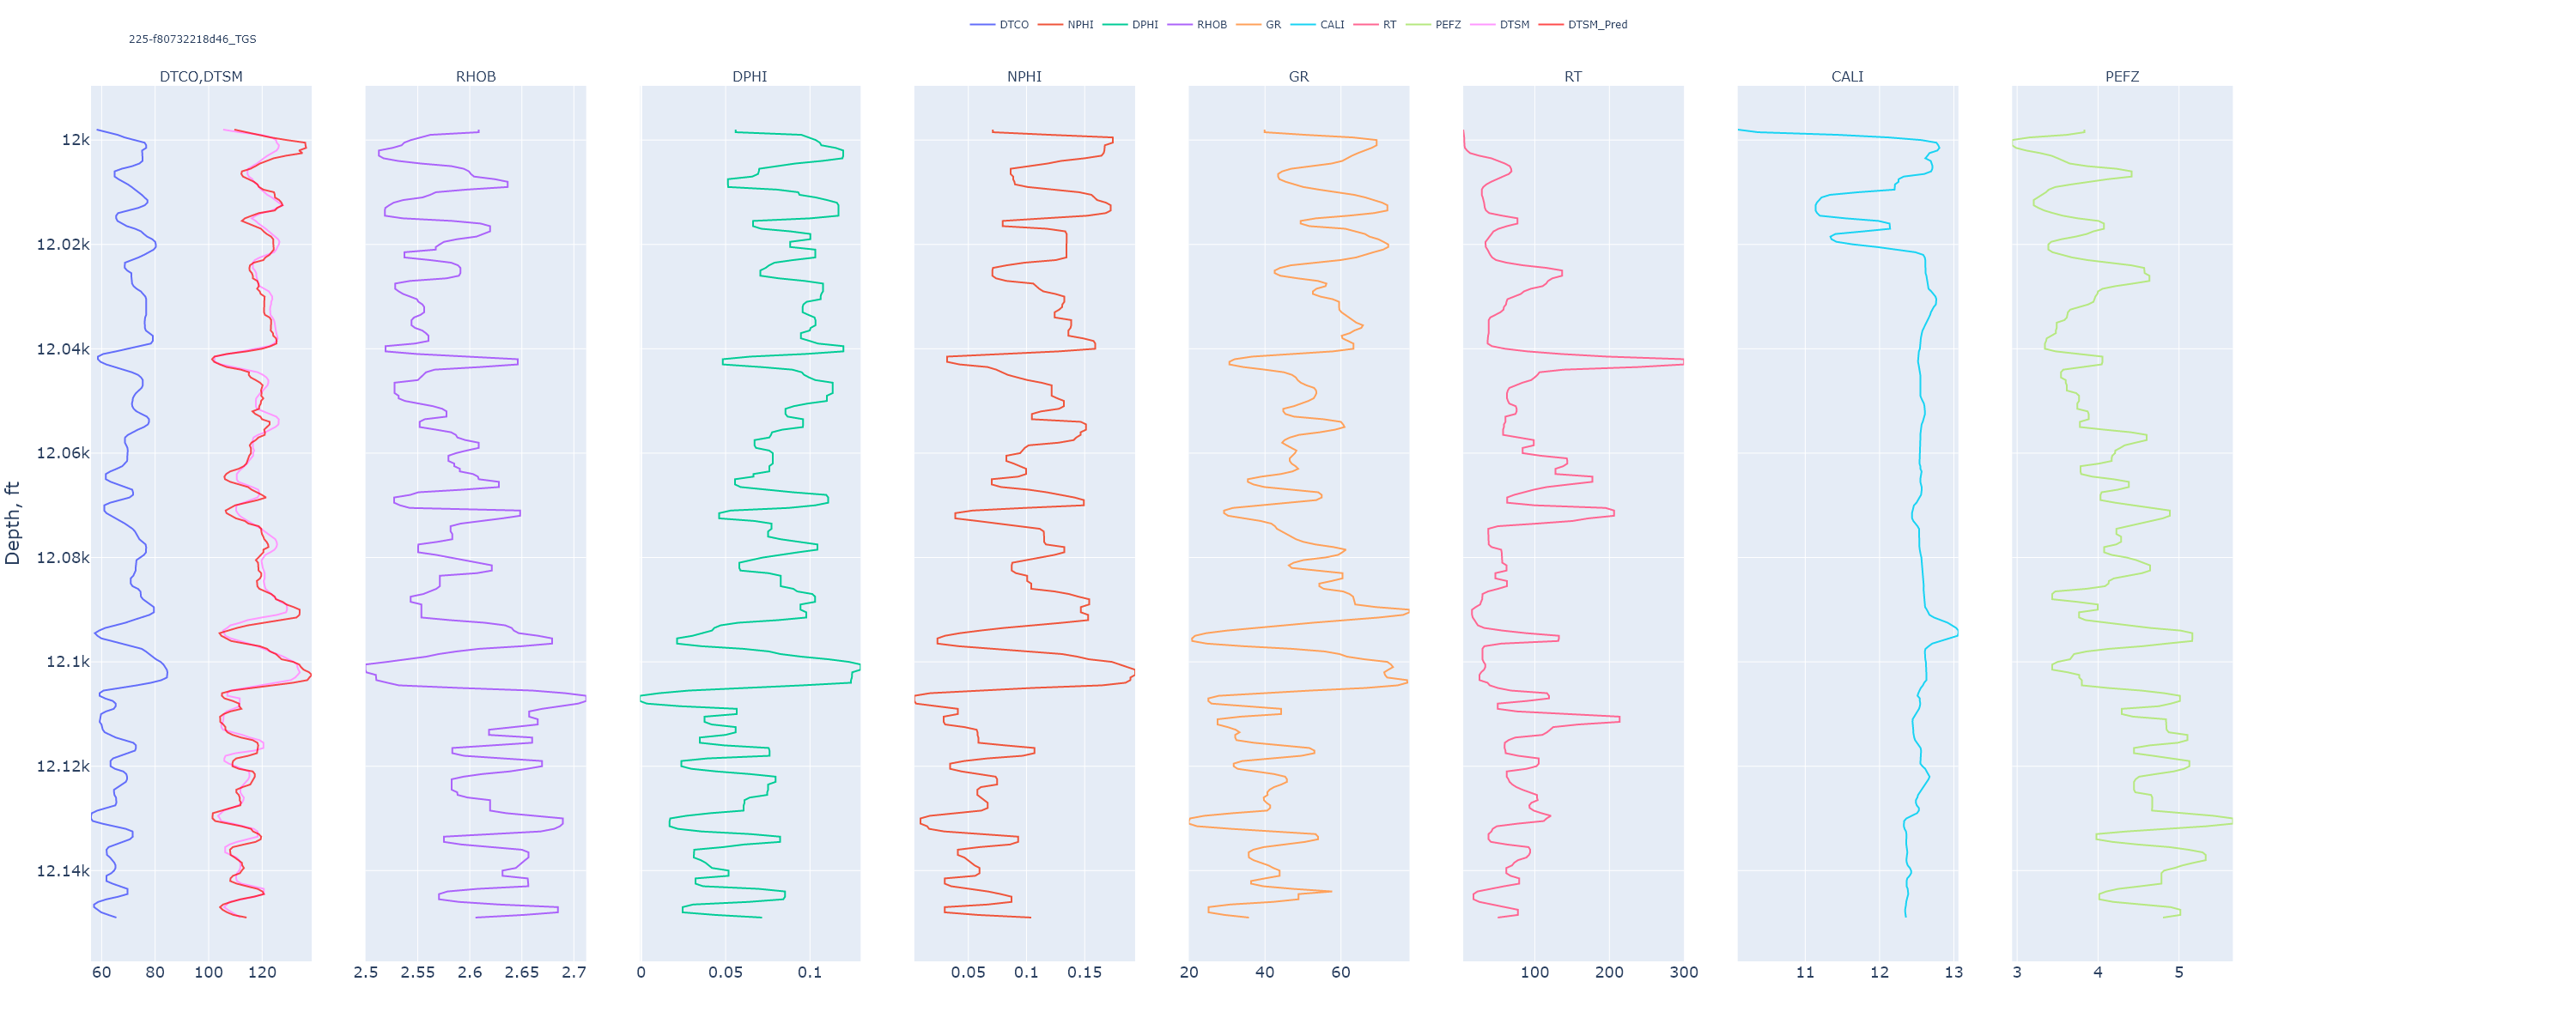 DTCO NPHI DPHI RHOB GR CALI RT PEFZ DTSM DTSM_Pred
225-f80732218d46_TGS
DTCO,DTSM RHOB DPHI NPHI GR RT CALI PEFZ
12k
12.02k
12.04k
12.06k
12.08k
12.1k
12.12k
12.14k
Depth, ft
60 80 100 120 2.5 2.55 2.6 2.65 2.7 0 0.05 0.1 0.05 0.1 0.15 20 40 60 100 200 300 11 12 13 3 4 5